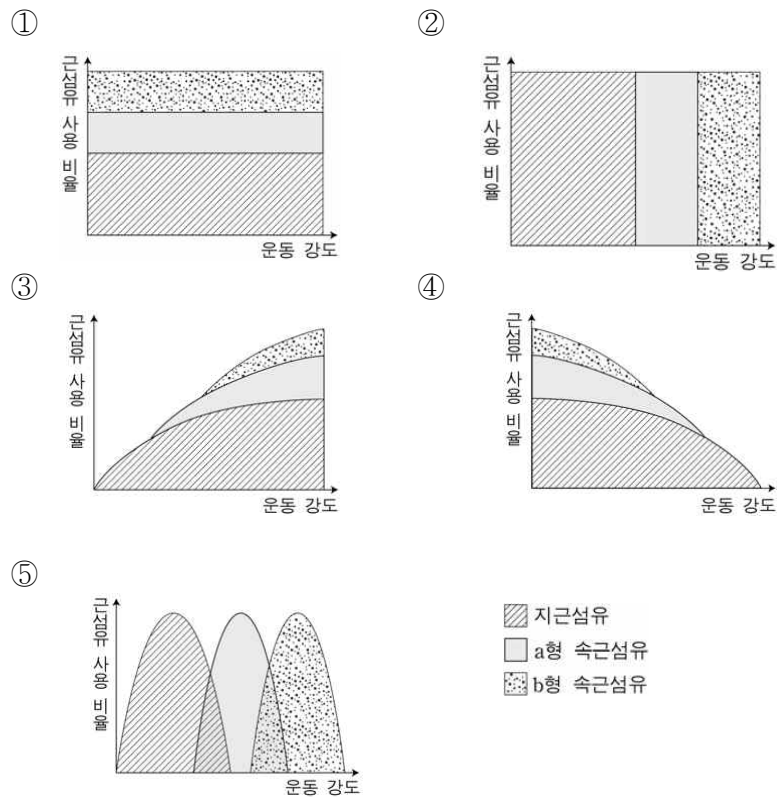 ① ②
근섬유 사용 비율
운동 강도
근섬유 사용 비율
운동 강도
③ ④
근섬유 사용 비율
운동 강도
근섬유 사용 비율
운동 강도
⑤
근섬유 사용 비율
운동 강도
지근섬유
a형 속근섬유
b형 속근섬유